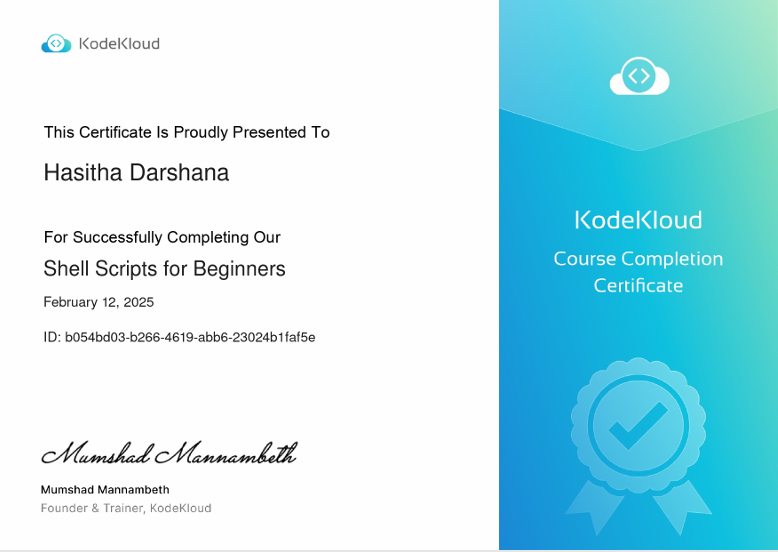 KodeKloud
This Certificate Is Proudly Presented To
Hasitha Darshana
For Successfully Completing Our
Shell Scripts for Beginners
February 12, 2025
ID: b054bd03-b266-4619-abb6-23024b1faf5e
Mumshad Mannambeth
Mumshad Mannambeth
Founder & Trainer, KodeKloud
KodeKloud
Course Completion
Certificate